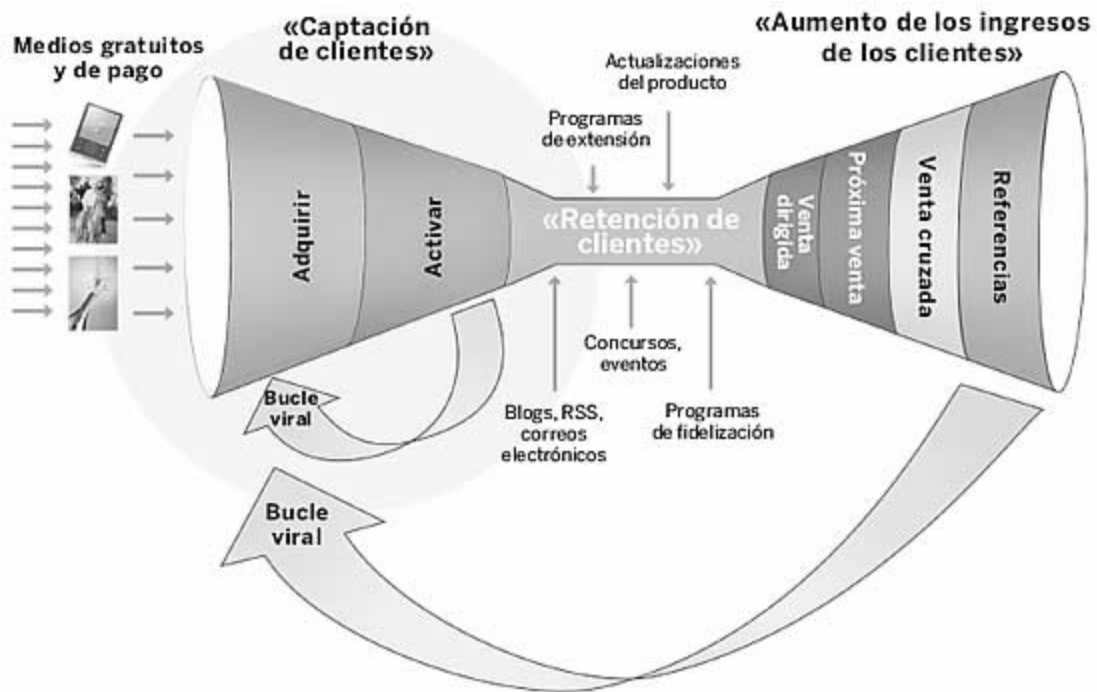 «Captación
de clientes»
«Aumento de los ingresos
de los clientes»
Medios gratuitos
y de pago
Actualizaciones
del producto
Programas
de extensión
Adquirir
Activar
«Retención de
clientes»
Venta
dirigida
Próxima venta
Venta cruzada
Referencias
Concursos,
eventos
Blogs, RSS,
correos
electrónicos
Programas
de fidelización
Bucle
viral
Bucle
viral